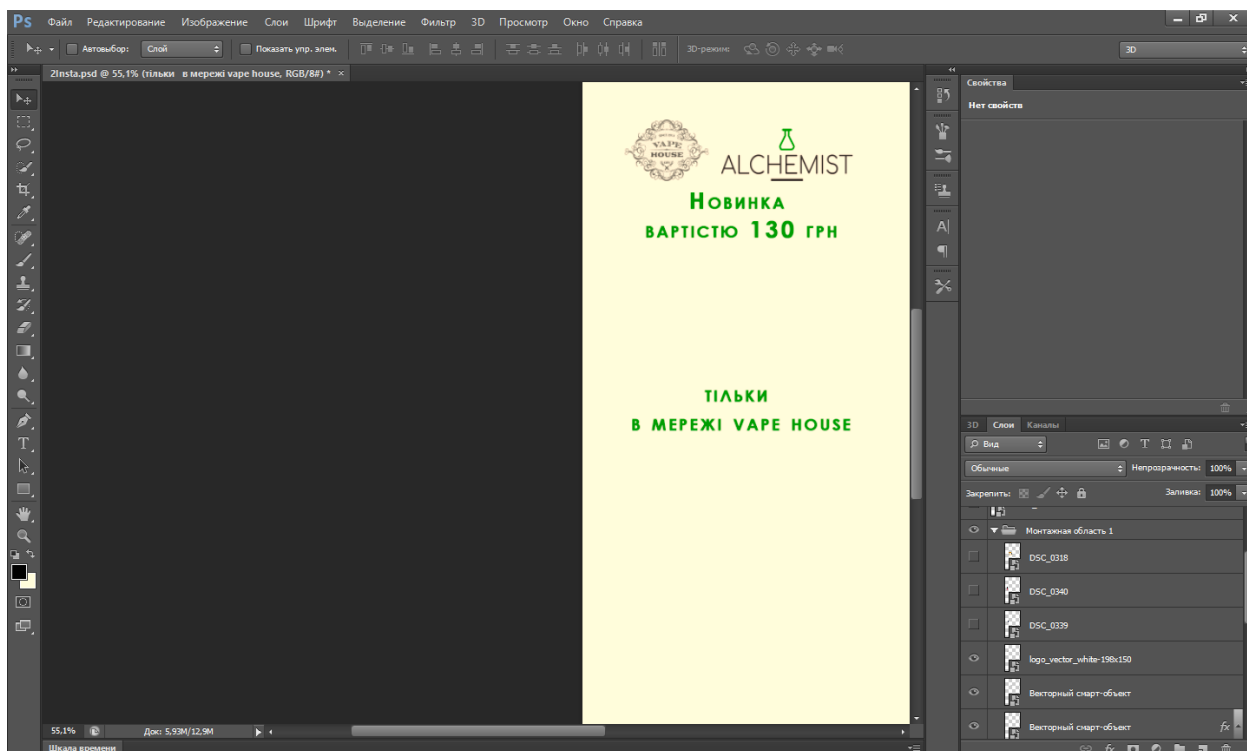 Ps Файл Редактирование Изображение Слои Шрифт Выделение Фильтр 3D Просмотр Окно Справка
Автовыбор: Слой Показать упр. элем. 3D-режим: 3D
2Insta.psd @ 55,1% (тільки в мережі vape house, RGB/8#) * ×
Свойства
Нет свойств
VAPE
HOUSE
ALCHEMIST
Новинка
вартістю 130 грн
тільки
в мережі vape house
3D Слои Каналы
Вид
Обычные Непрозрачность: 100%
Закрепить: Заливка: 100%
Монтажная область 1
DSC_0318
DSC_0340
DSC_0339
logo_vector_white-198x150
Векторный смарт-объект
Векторный смарт-объект fx
55,1% Док: 5,93M/12,9M
Шкала времени